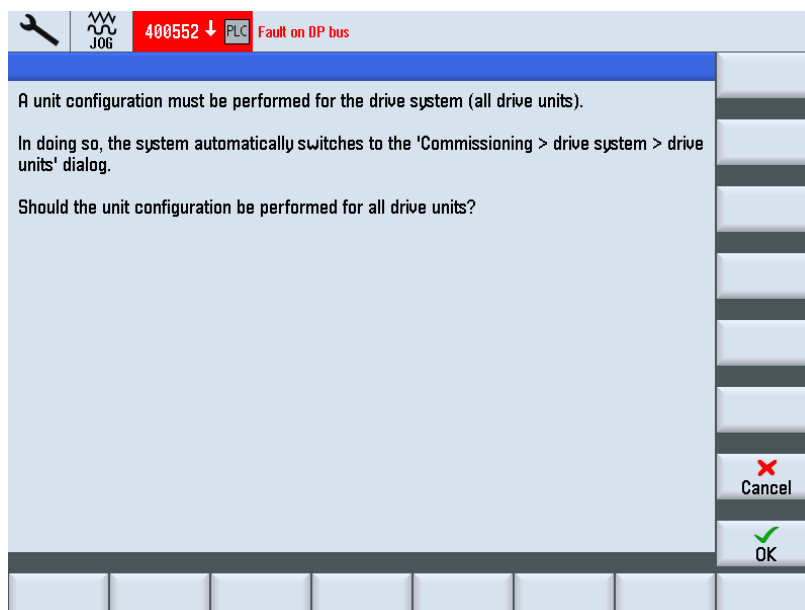 JOG
400552 ↓ PLC Fault on DP bus
A unit configuration must be performed for the drive system (all drive units).
In doing so, the system automatically switches to the 'Commissioning > drive system > drive
units' dialog.
Should the unit configuration be performed for all drive units?
Cancel
OK